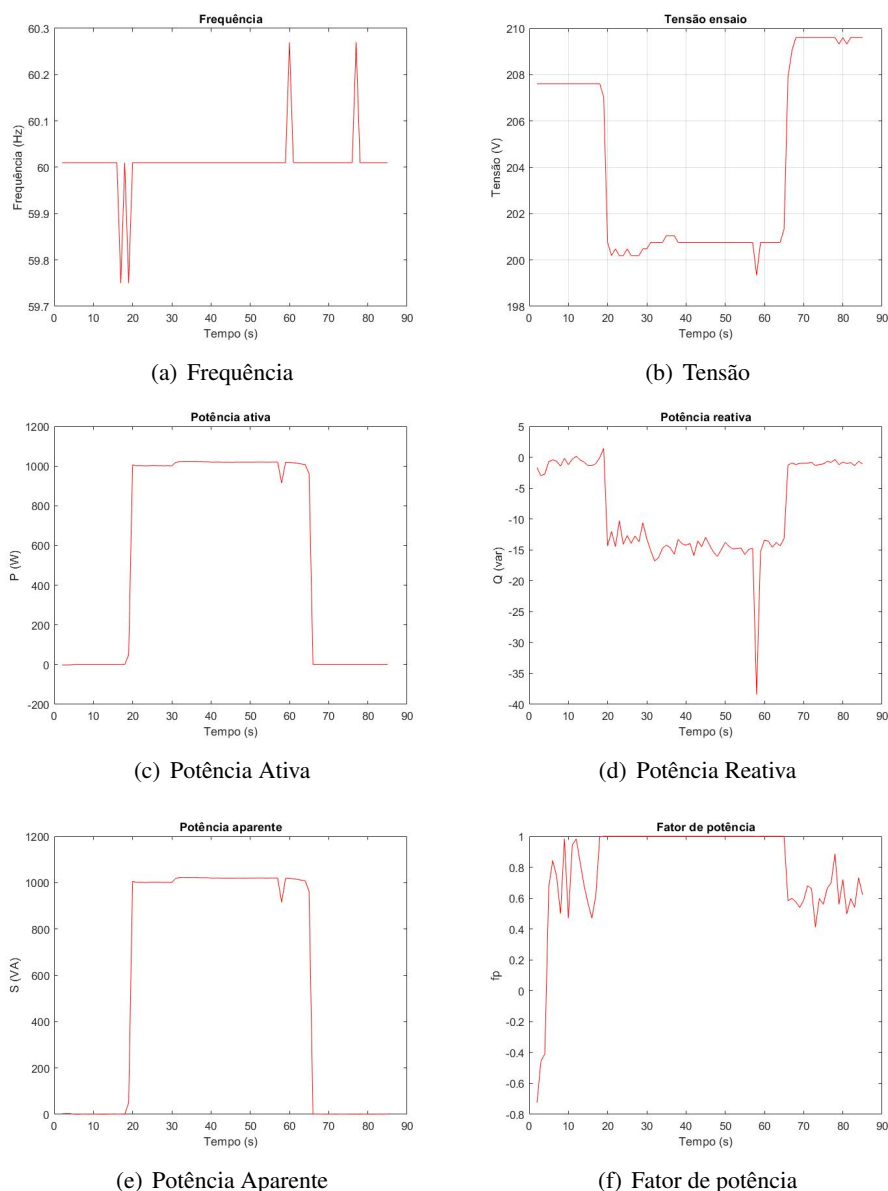 Frequência
60.3
60.2
60.1
60
59.9
59.8
59.7
Frequência (Hz)
0 10 20 30 40 50 60 70 80 90
Tempo (s)
(a) Frequência
Tensão ensaio
210
208
206
204
202
200
198
Tensão (V)
0 10 20 30 40 50 60 70 80 90
Tempo (s)
(b) Tensão
Potência ativa
1200
1000
800
600
400
200
0
-200
P (W)
0 10 20 30 40 50 60 70 80 90
Tempo (s)
(c) Potência Ativa
Potência reativa
5
0
-5
-10
-15
-20
-25
-30
-35
-40
Q (var)
0 10 20 30 40 50 60 70 80 90
Tempo (s)
(d) Potência Reativa
Potência aparente
1200
1000
800
600
400
200
0
S (VA)
0 10 20 30 40 50 60 70 80 90
Tempo (s)
(e) Potência Aparente
Fator de potência
1
0.8
0.6
0.4
0.2
0
-0.2
-0.4
-0.6
-0.8
fp
0 10 20 30 40 50 60 70 80 90
Tempo (s)
(f) Fator de potência